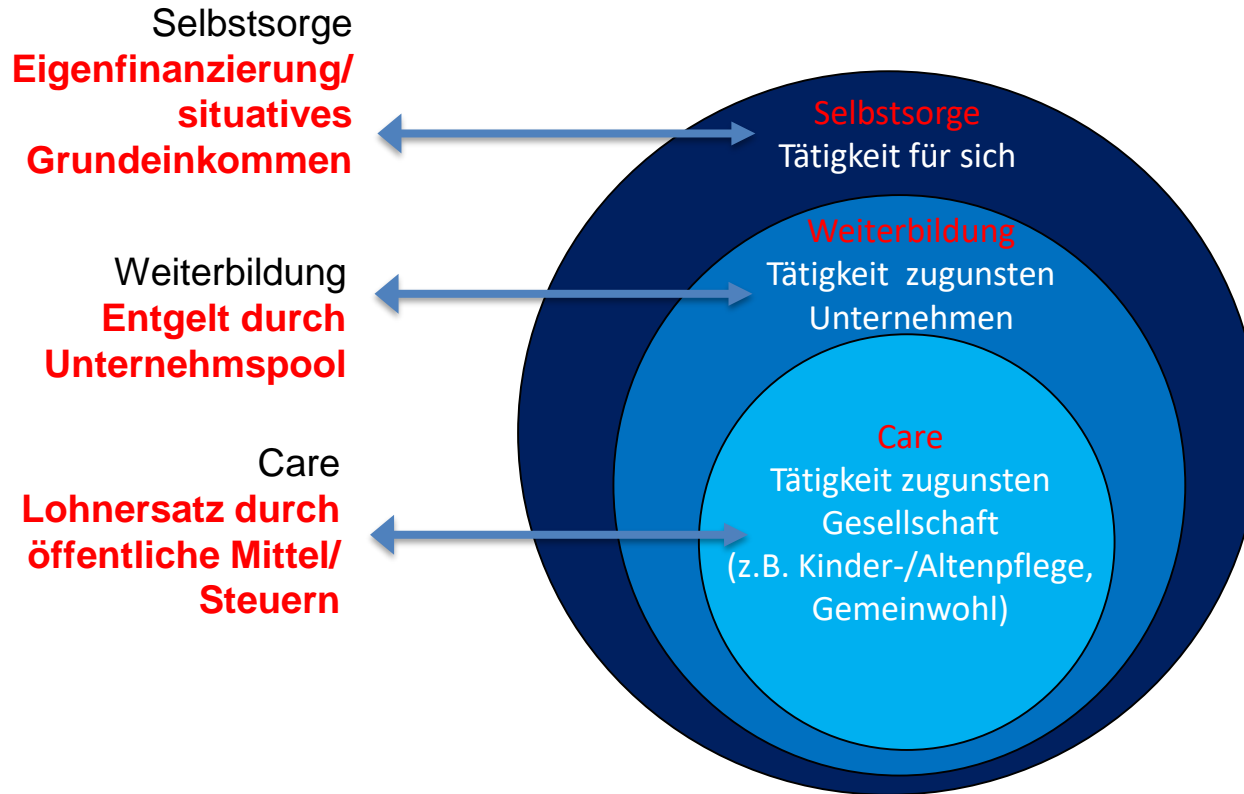 Selbstsorge
Eigenfinanzierung/
situatives
Grundeinkommen
Weiterbildung
Entgelt durch
Unternehmspool
Care
Lohnersatz durch
öffentliche Mittel/
Steuern
Selbstsorge
Tätigkeit für sich
Weiterbildung
Tätigkeit zugunsten
Unternehmen
Care
Tätigkeit zugunsten
Gesellschaft
(z.B. Kinder-/Altenpflege,
Gemeinwohl)